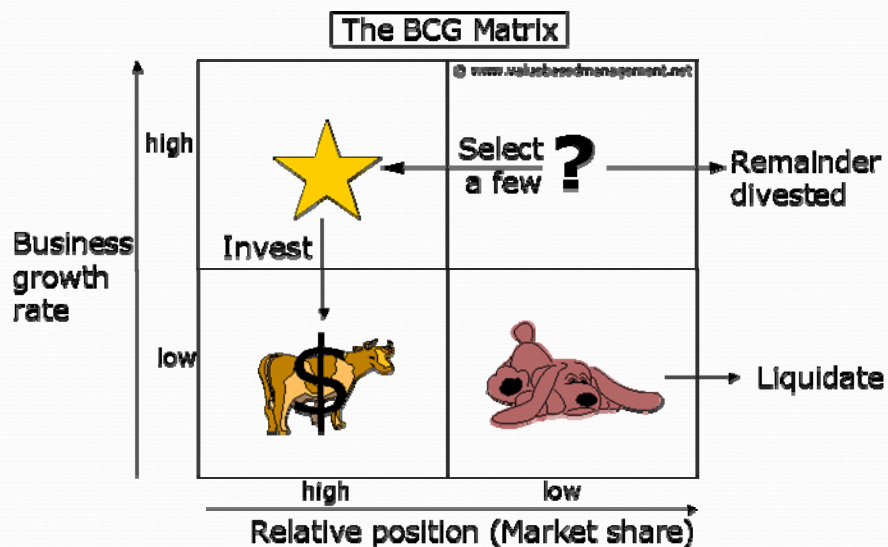 The BCG Matrix
© www.valuebasedmanagement.net
high
Select
a few
?
Remainder
divested
Business
growth
rate
Invest
low
$
Liquidate
high
low
Relative position (Market share)